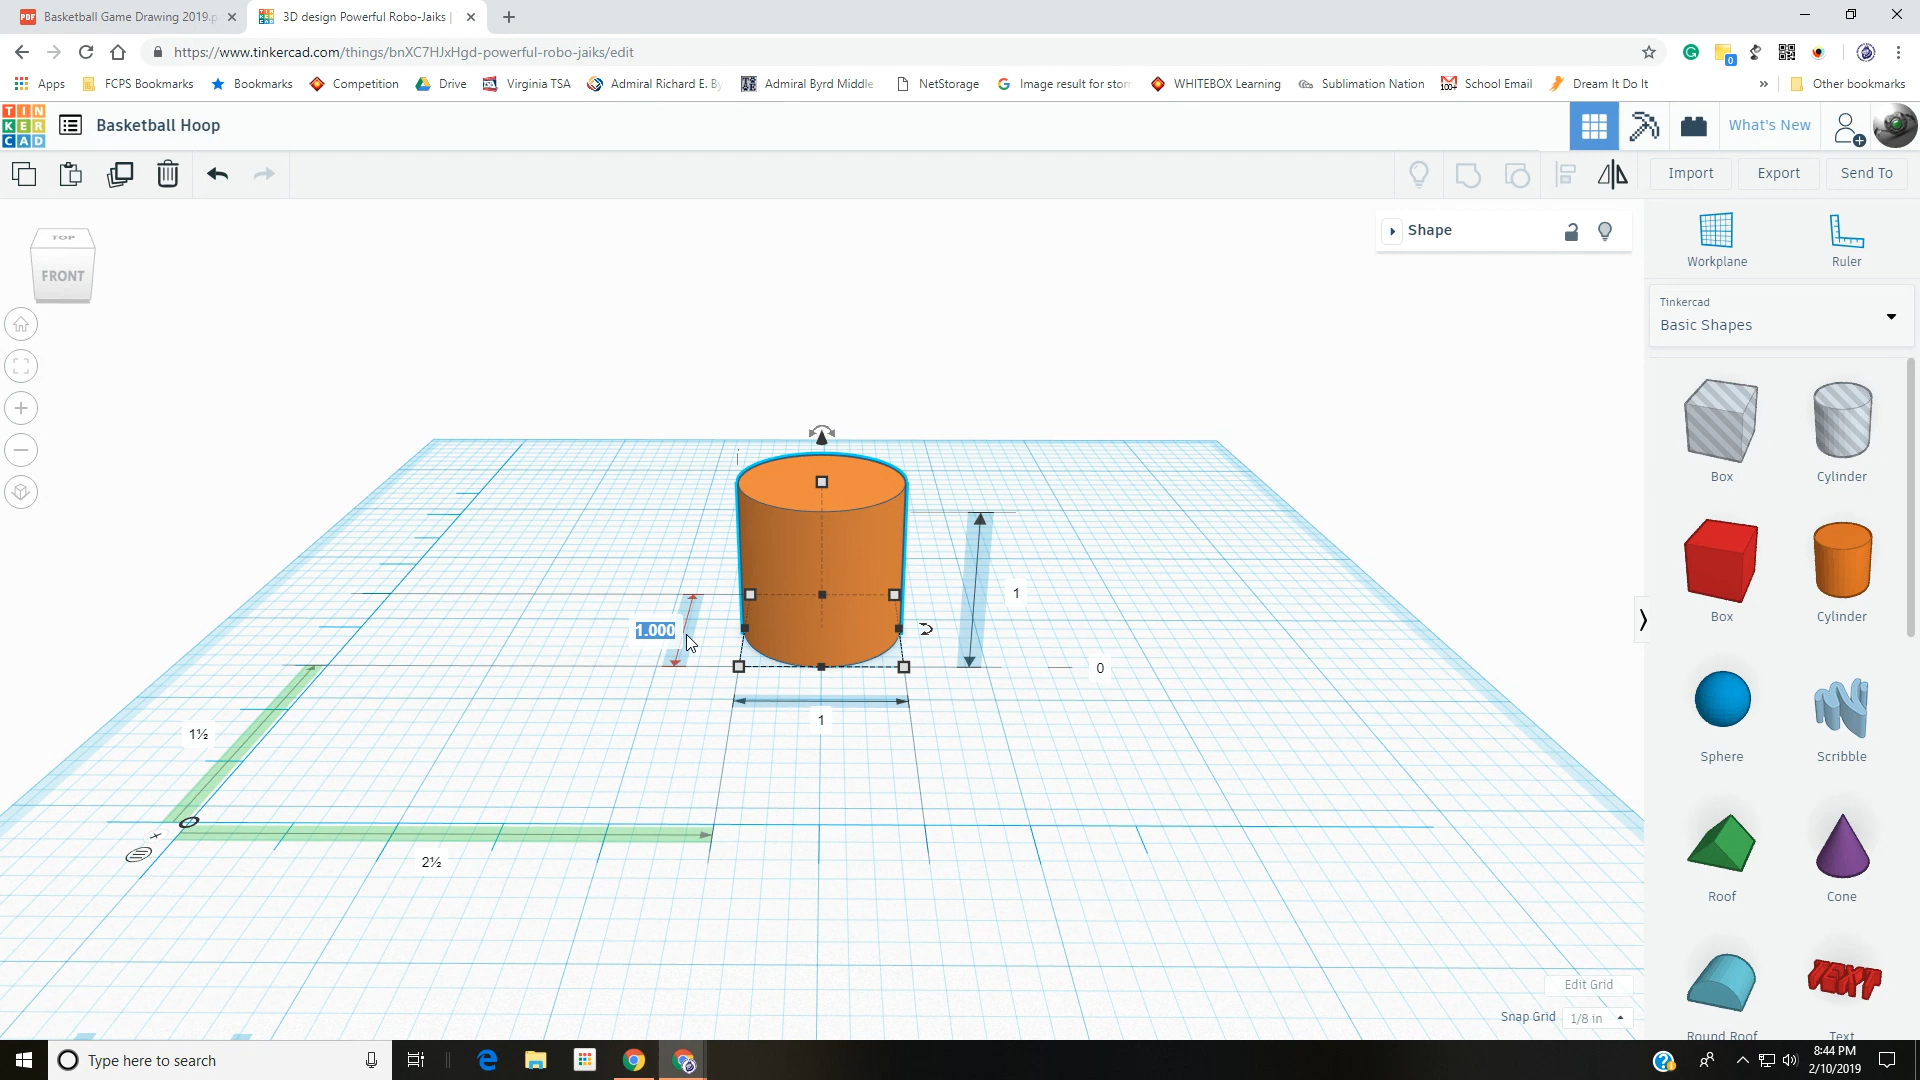 Basketball Game Drawing 2019.p
3D design Powerful Robo-Jaiks |
https://www.tinkercad.com/things/bnXC7HJxHgd-powerful-robo-jaiks/edit
0
Apps
FCPS Bookmarks
Bookmarks
Competition
Drive
Virginia TSA
Admiral Richard E. By
Admiral Byrd Middle
NetStorage
Image result for stor
WHITEBOX Learning
Sublimation Nation
School Email
Dream It Do It
»
Other bookmarks
TIN
KER
CAD
Basketball Hoop
What's New
Import
Export
Send To
TOP
FRONT
Shape
Workplane
Ruler
Tinkercad
Basic Shapes
Box
Cylinder
Box
Cylinder
Sphere
Scribble
Roof
Cone
Round Roof
Text
TEXT
1.000
1
0
1
1½
2½
Edit Grid
Snap Grid
1/8 in
Type here to search
8:44 PM
2/10/2019